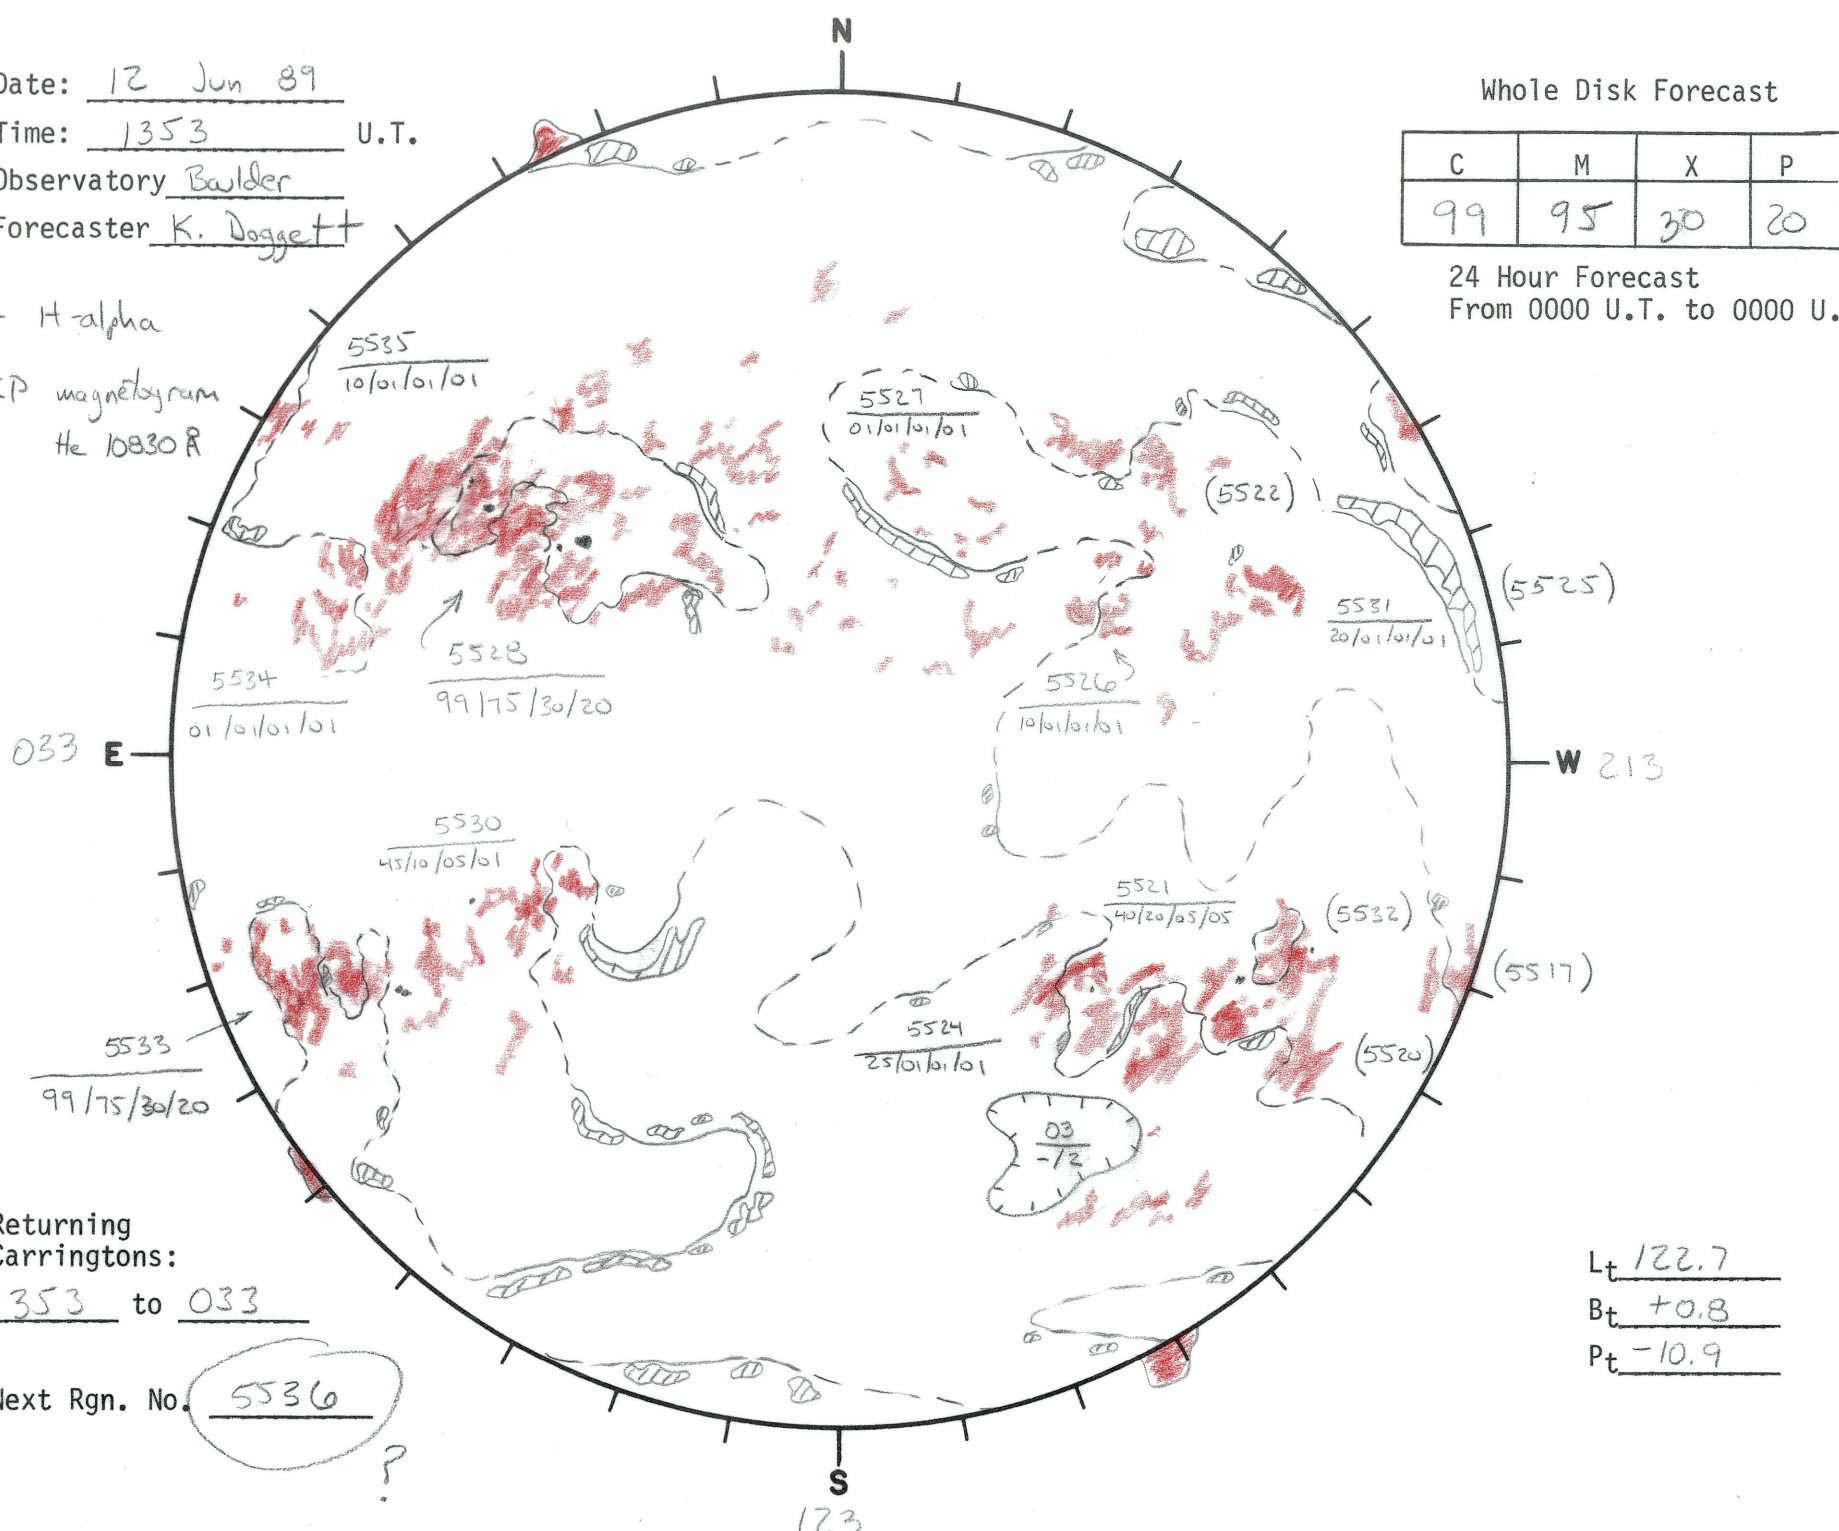 N
Date: 12 Jun 89
Time: 1353 U.T.
Observatory Boulder
Forecaster K. Doggett
H-alpha
magnetogram
He 10830 Å
Whole Disk Forecast
C M X P
99 95 30 20
24 Hour Forecast
From 0000 U.T. to 0000 U.
5535
10/01/01/01
5527
01/01/01/01
(5522)
(5525)
5531
20/01/01/01
5528
99/75/30/20
5534
01/01/01/01
5526
10/01/01/01
033 E
W 213
5530
45/10/05/01
5521
40/20/05/05
(5532)
(5517)
5524
25/01/01/01
(5520)
5533
99/75/30/20
03
-/2
Returning
Carringtons:
353 to 033
Next Rgn. No. 5536
?
Lt 122.7
Bt +0.8
Pt -10.9
S
123